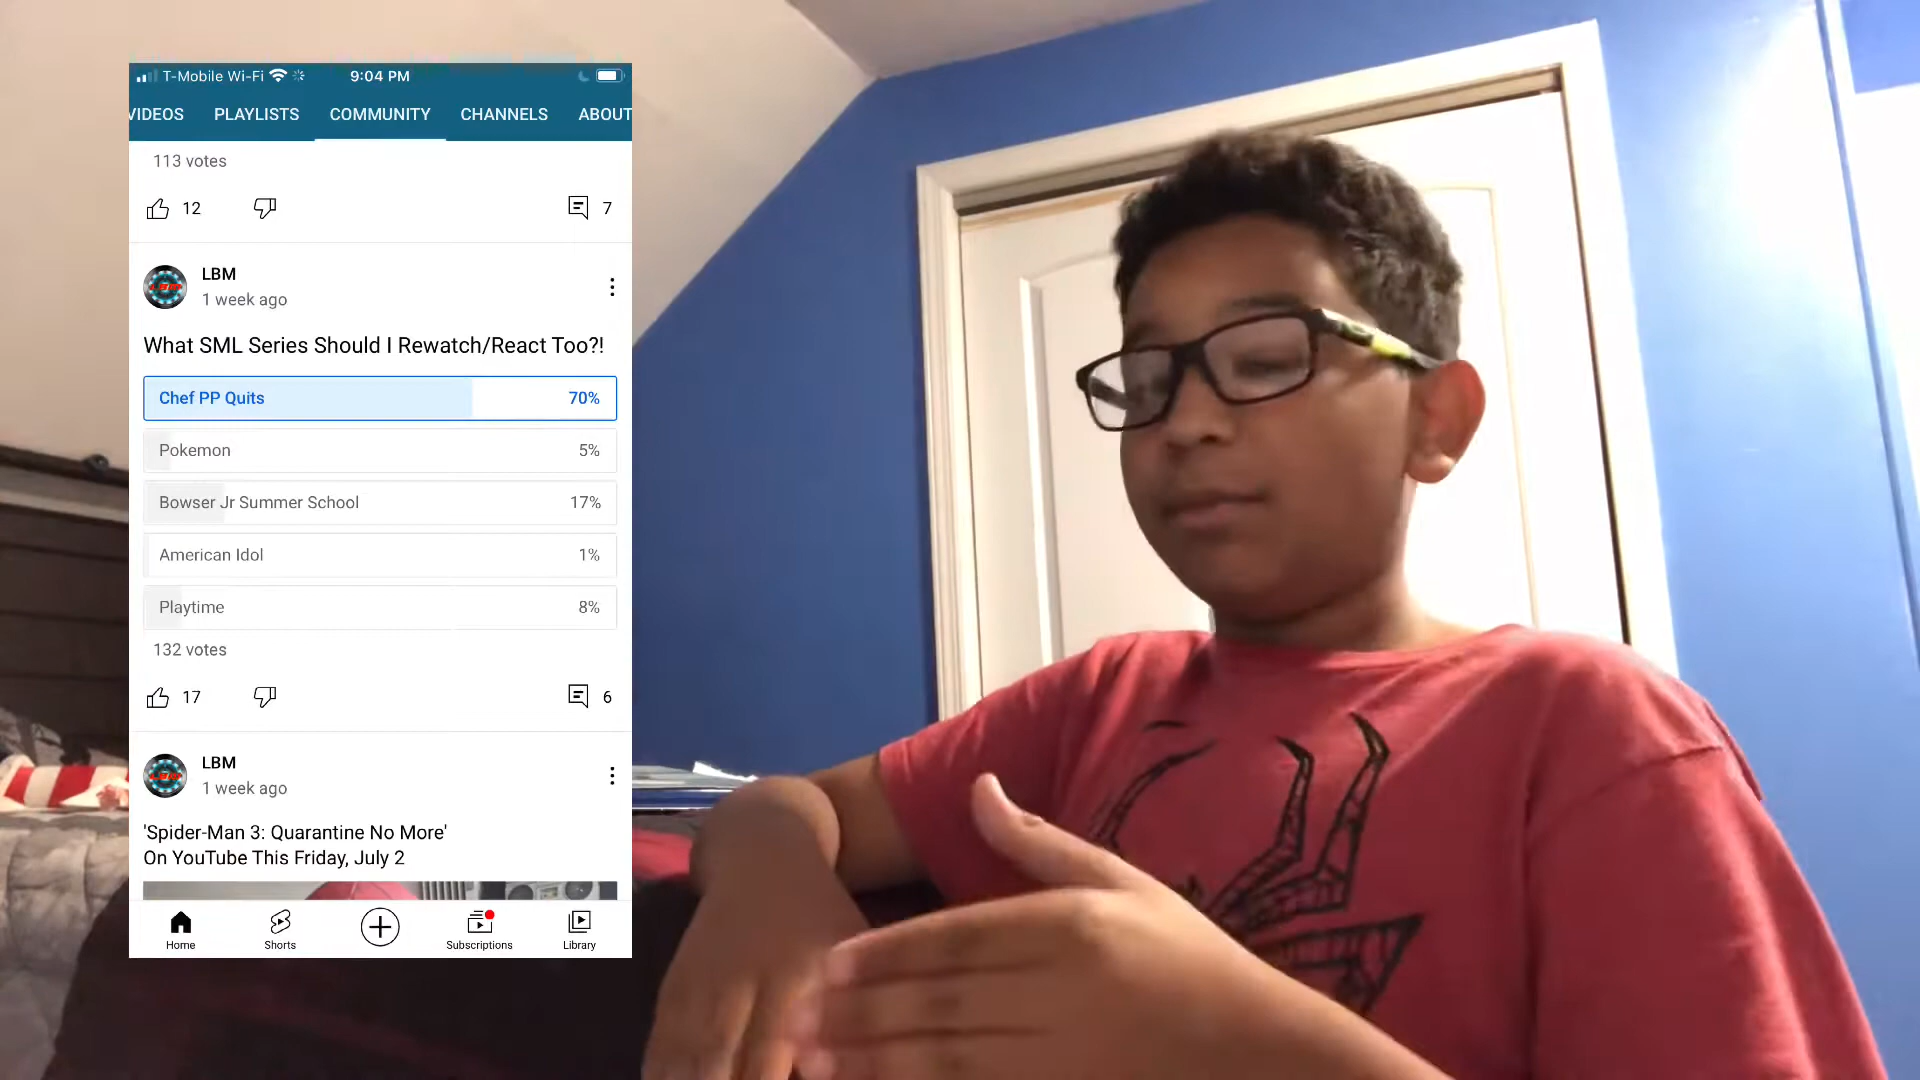 T-Mobile Wi-Fi 9:04 PM
VIDEOS PLAYLISTS COMMUNITY CHANNELS ABOUT
113 votes
12 7
LBM
1 week ago
What SML Series Should I Rewatch/React Too?!
Chef PP Quits 70%
Pokemon 5%
Bowser Jr Summer School 17%
American Idol 1%
Playtime 8%
132 votes
17 6
LBM
1 week ago
'Spider-Man 3: Quarantine No More'
On YouTube This Friday, July 2
Home Shorts Subscriptions Library